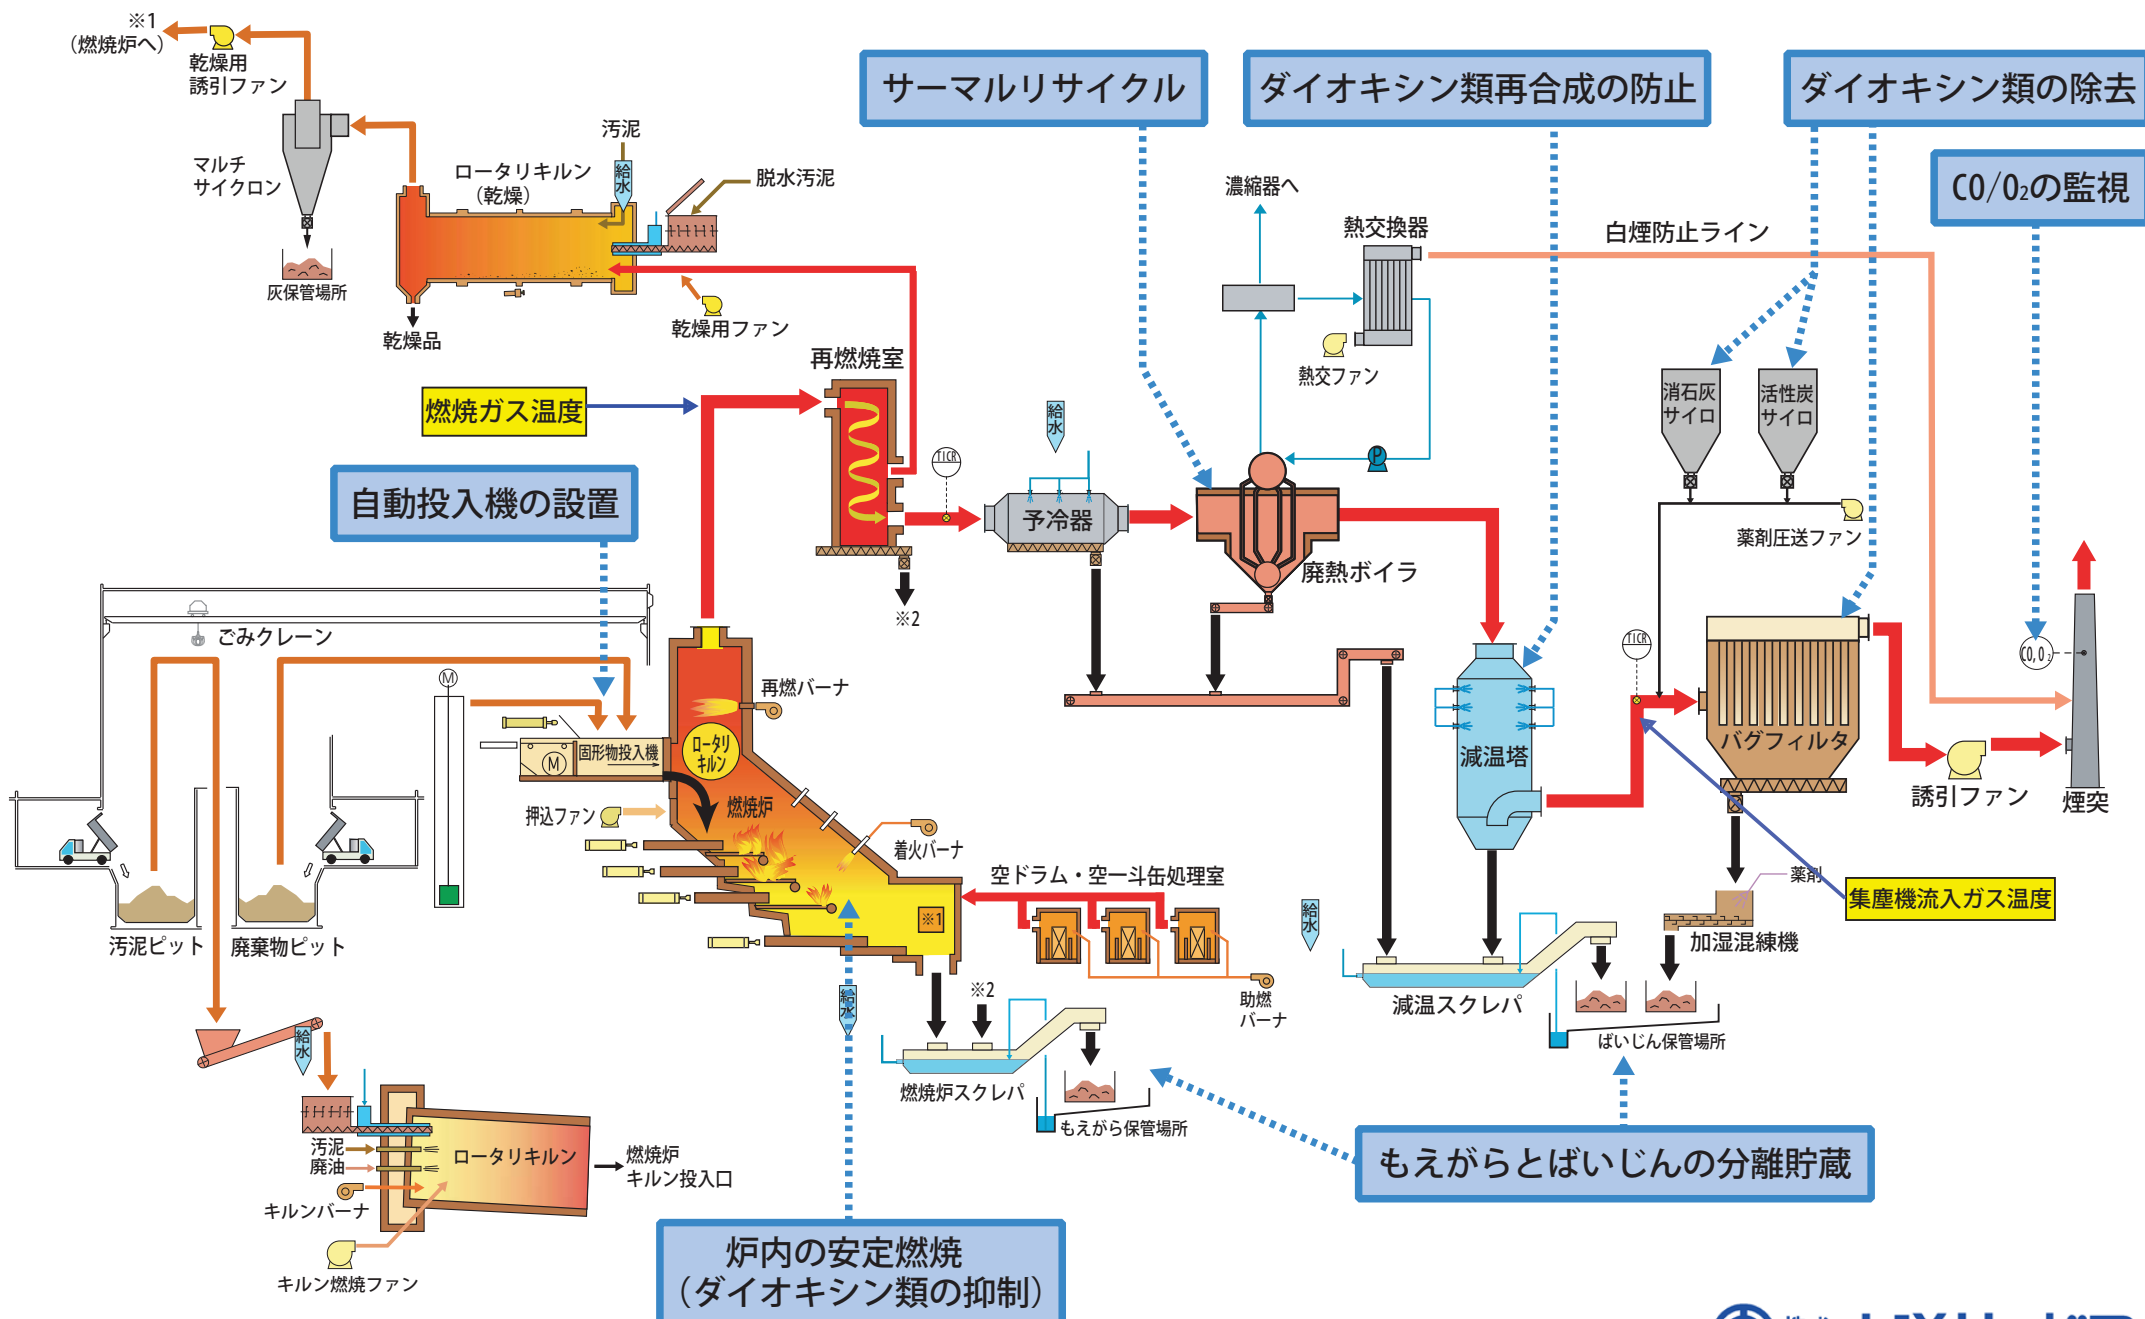 ※1
(燃焼炉へ)
乾燥用
誘引ファン
マルチ
サイクロン
灰保管場所
ロータリキルン
(乾燥)
汚泥
給水
脱水汚泥
乾燥品
乾燥用ファン
サーマルリサイクル
ダイオキシン類再合成の防止
ダイオキシン類の除去
CO/O₂の監視
濃縮器へ
熱交換器
白煙防止ライン
熱交ファン
再燃焼室
燃焼ガス温度
TICR
給水
予冷器
P
廃熱ボイラ
※2
消石灰
サイロ
活性炭
サイロ
薬剤圧送ファン
自動投入機の設置
ごみクレーン
M
再燃バーナ
固形物投入機
M
ロータリ
キルン
燃焼炉
押込ファン
着火バーナ
※1
空ドラム・空一斗缶処理室
助燃
バーナ
減温塔
TICR
バグフィルタ
CO,O₂
誘引ファン
煙突
薬剤
集塵機流入ガス温度
加湿混練機
給水
減温スクレパ
ばいじん保管場所
汚泥ピット
廃棄物ピット
給水
給水
※2
燃焼炉スクレパ
もえがら保管場所
もえがらとばいじんの分離貯蔵
汚泥
廃油
ロータリキルン
燃焼炉
キルン投入口
キルンバーナ
キルン燃焼ファン
炉内の安定燃焼
(ダイオキシン類の抑制)